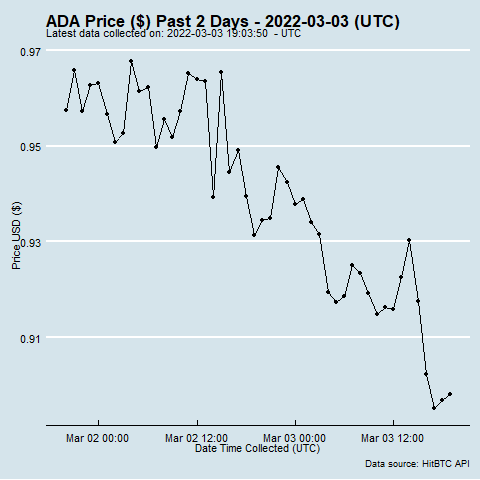 ADA Price ($) Past 2 Days - 2022-03-03 (UTC)
Latest data collected on: 2022-03-03 19:03:50 - UTC
0.97
0.95
0.93
0.91
Price USD ($)
Mar 02 00:00 Mar 02 12:00 Mar 03 00:00 Mar 03 12:00
Date Time Collected (UTC)
Data source: HitBTC API